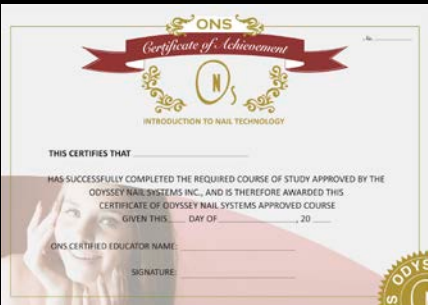 ONS
No.
Certificate of Achievement
ONS
INTRODUCTION TO NAIL TECHNOLOGY
THIS CERTIFIES THAT
HAS SUCCESSFULLY COMPLETED THE REQUIRED COURSE OF STUDY APPROVED BY THE
ODYSSEY NAIL SYSTEMS INC., AND IS THEREFORE AWARDED THIS
CERTIFICATE OF ODYSSEY NAIL SYSTEMS APPROVED COURSE
GIVEN THIS DAY OF , 20
ONS CERTIFIED EDUCATOR NAME:
SIGNATURE:
S ODYS